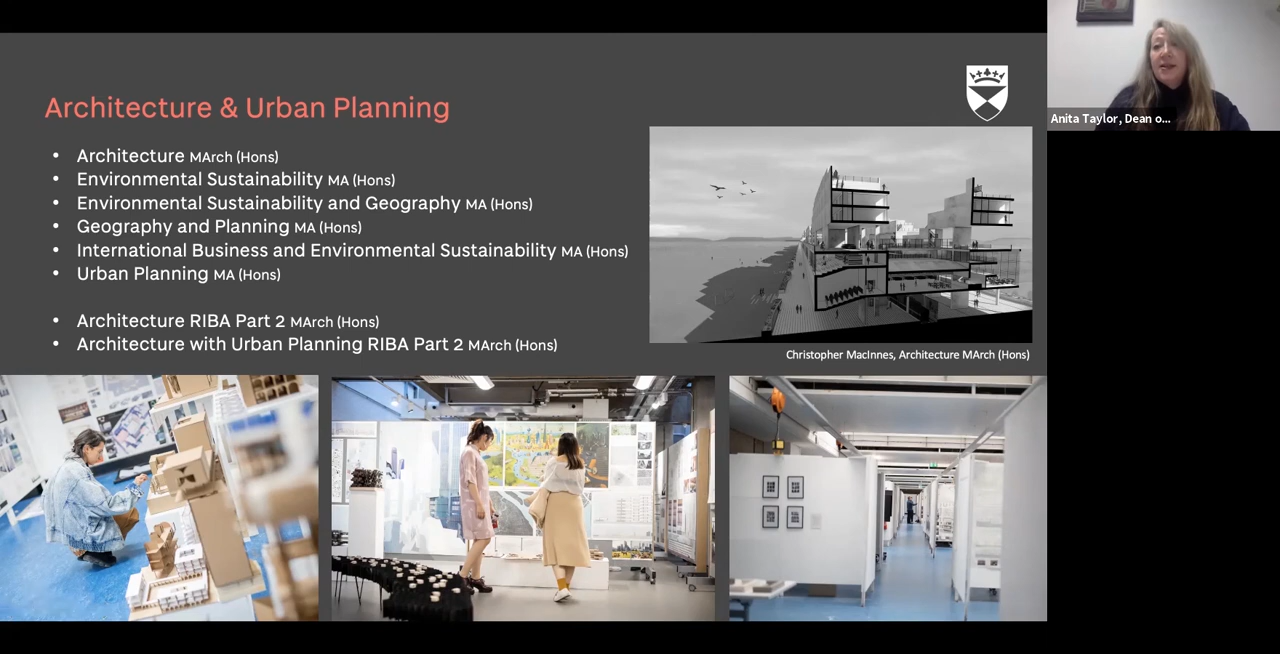 Architecture & Urban Planning
• Architecture MArch (Hons)
• Environmental Sustainability MA (Hons)
• Environmental Sustainability and Geography MA (Hons)
• Geography and Planning MA (Hons)
• International Business and Environmental Sustainability MA (Hons)
• Urban Planning MA (Hons)
• Architecture RIBA Part 2 MArch (Hons)
• Architecture with Urban Planning RIBA Part 2 MArch (Hons)
Christopher MacInnes, Architecture MArch (Hons)
Anita Taylor, Dean o...